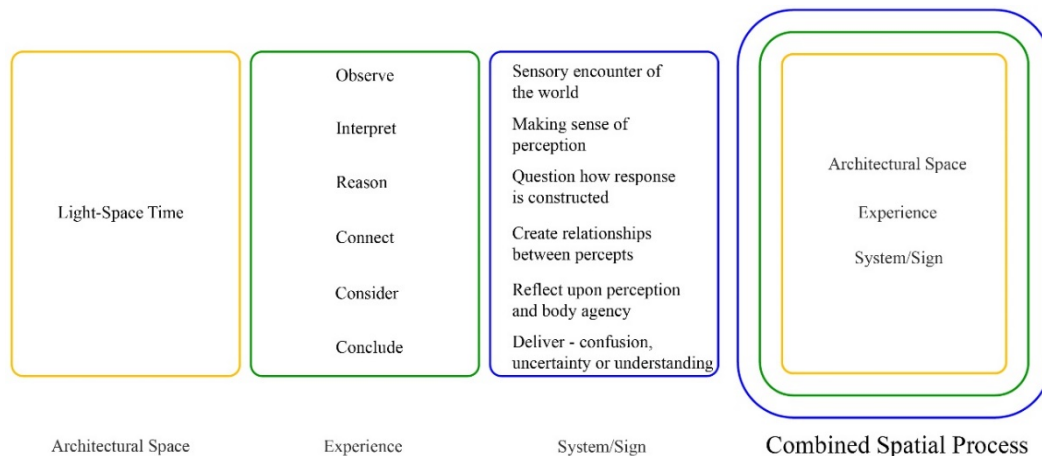 Light-Space Time
Observe
Interpret
Reason
Connect
Consider
Conclude
Sensory encounter of
the world
Making sense of
perception
Question how response
is constructed
Create relationships
between percepts
Reflect upon perception
and body agency
Deliver - confusion,
uncertainty or understanding
Architectural Space
Experience
System/Sign
Architectural Space
Experience
System/Sign
Combined Spatial Process